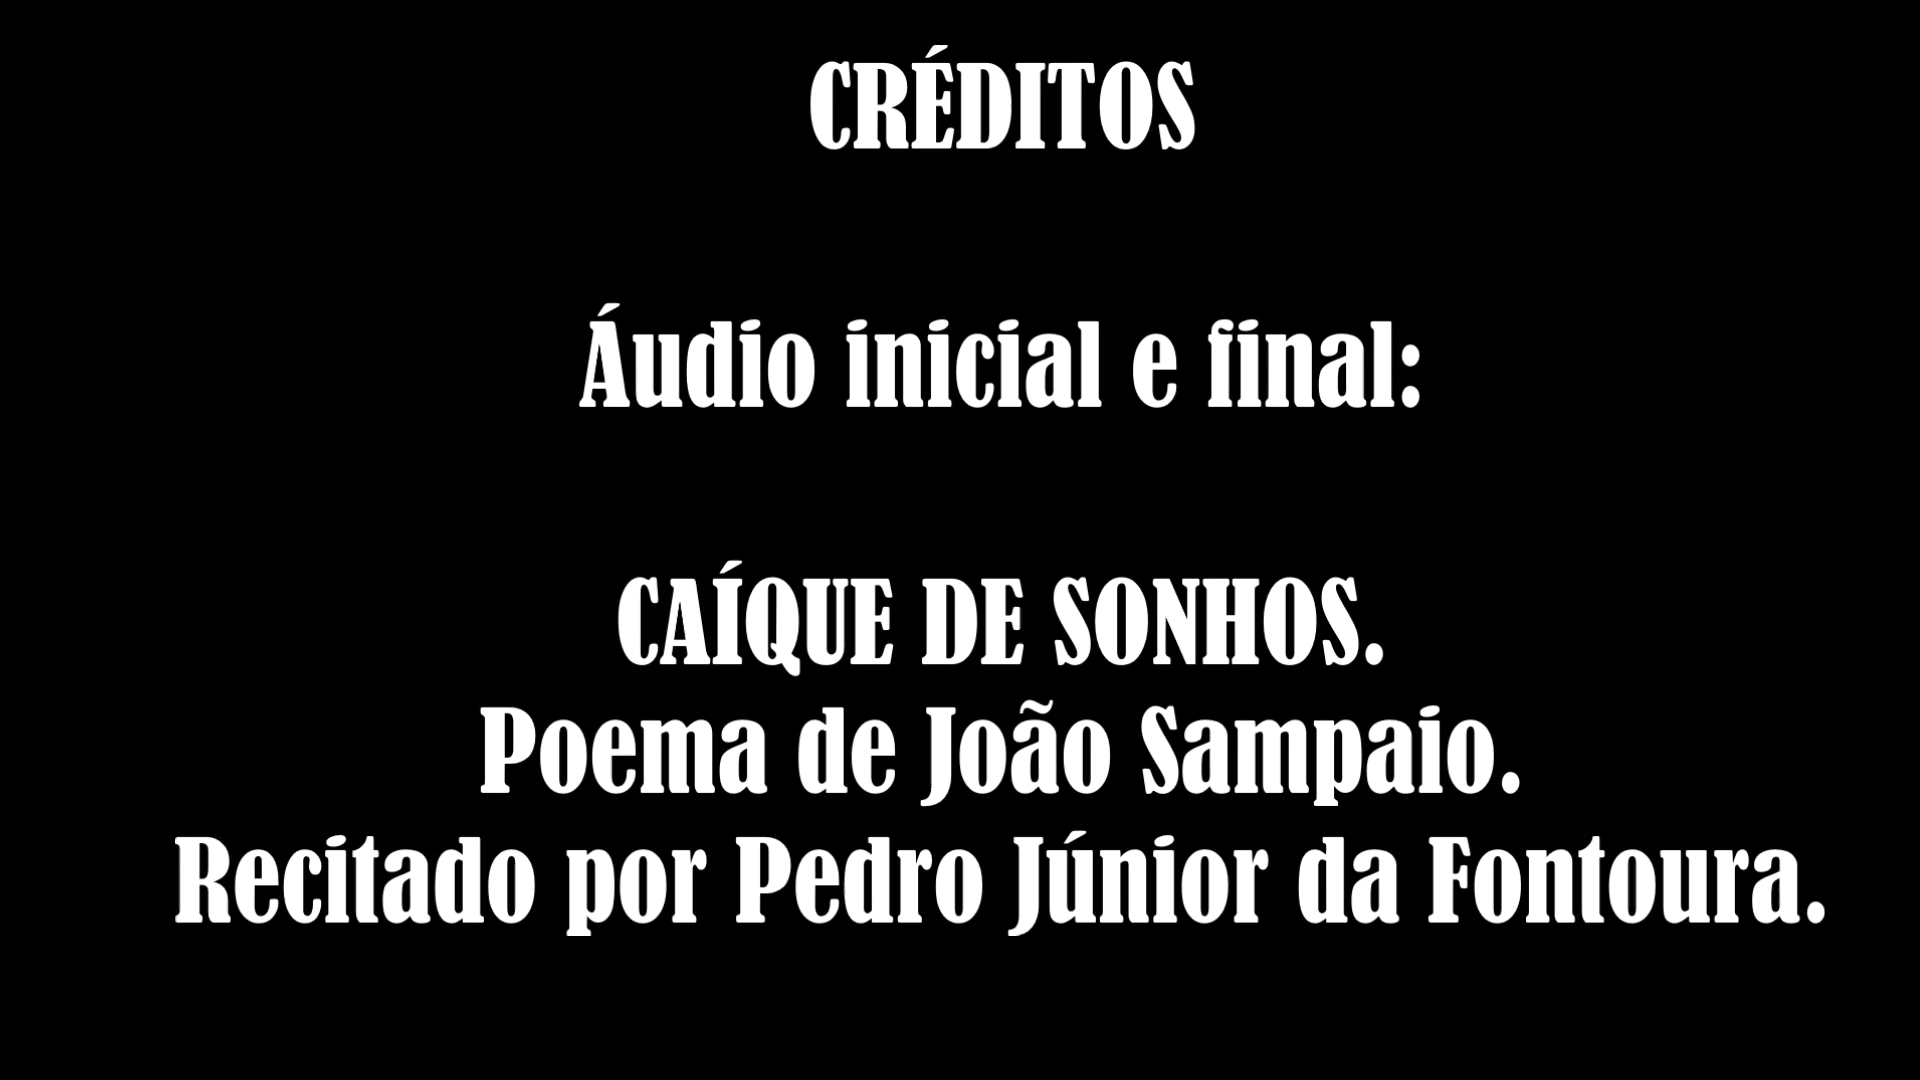 CRÉDITOS
Áudio inicial e final:
CAÍQUE DE SONHOS.
Poema de João Sampaio.
Recitado por Pedro Júnior da Fontoura.